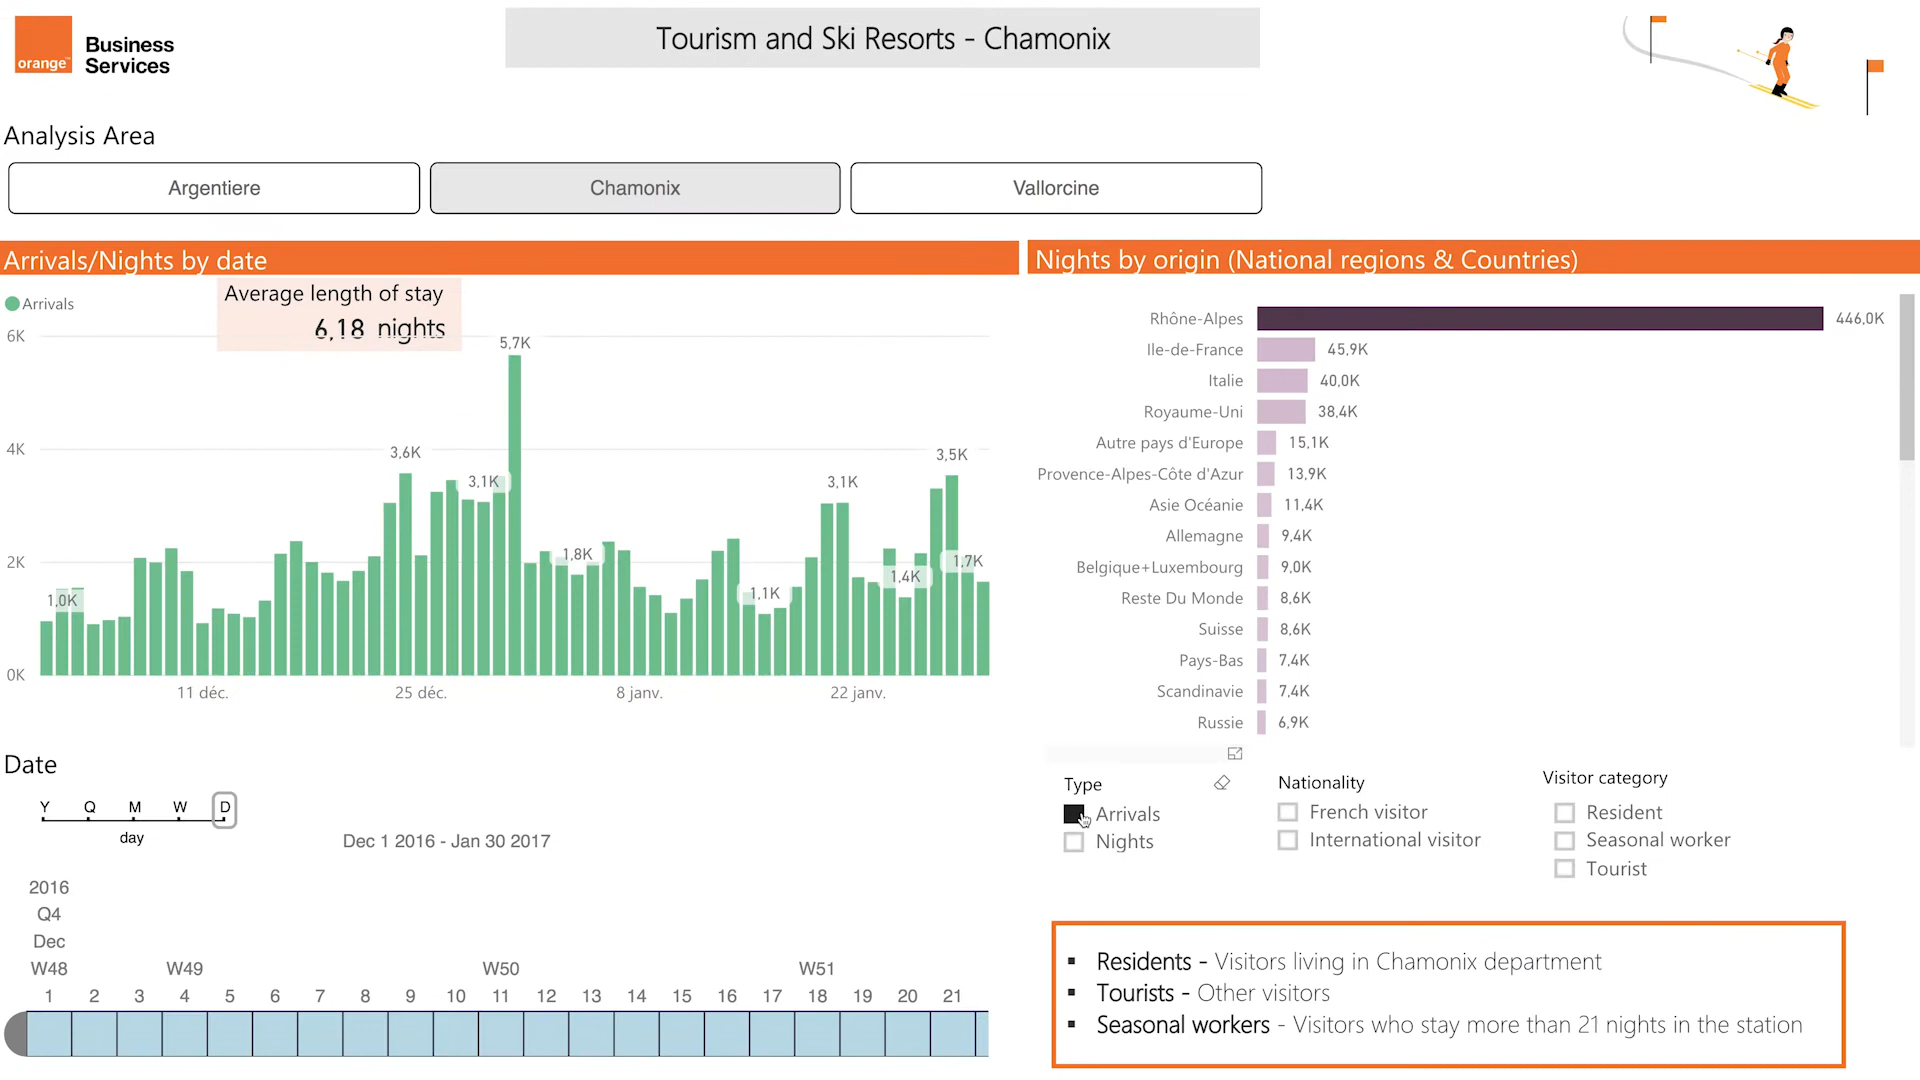 orange™
Business
Services
Tourism and Ski Resorts - Chamonix
Analysis Area
Argentiere
Chamonix
Vallorcine
Arrivals/Nights by date
Arrivals
Average length of stay
6,18 nights
6K
4K
2K
0K
1,0K
3,6K
3,1K
5,7K
1,8K
1,1K
3,1K
1,4K
3,5K
1,7K
11 déc.
25 déc.
8 janv.
22 janv.
Nights by origin (National regions & Countries)
Rhône-Alpes 446,0K
Ile-de-France 45,9K
Italie 40,0K
Royaume-Uni 38,4K
Autre pays d'Europe 15,1K
Provence-Alpes-Côte d'Azur 13,9K
Asie Océanie 11,4K
Allemagne 9,4K
Belgique+Luxembourg 9,0K
Reste Du Monde 8,6K
Suisse 8,6K
Pays-Bas 7,4K
Scandinavie 7,4K
Russie 6,9K
Date
Y Q M W D
day
Dec 1 2016 - Jan 30 2017
2016
Q4
Dec
W48 W49 W50 W51
1 2 3 4 5 6 7 8 9 10 11 12 13 14 15 16 17 18 19 20 21
Type
Arrivals
Nights
Nationality
French visitor
International visitor
Visitor category
Resident
Seasonal worker
Tourist
▪ Residents - Visitors living in Chamonix department
▪ Tourists - Other visitors
▪ Seasonal workers - Visitors who stay more than 21 nights in the station